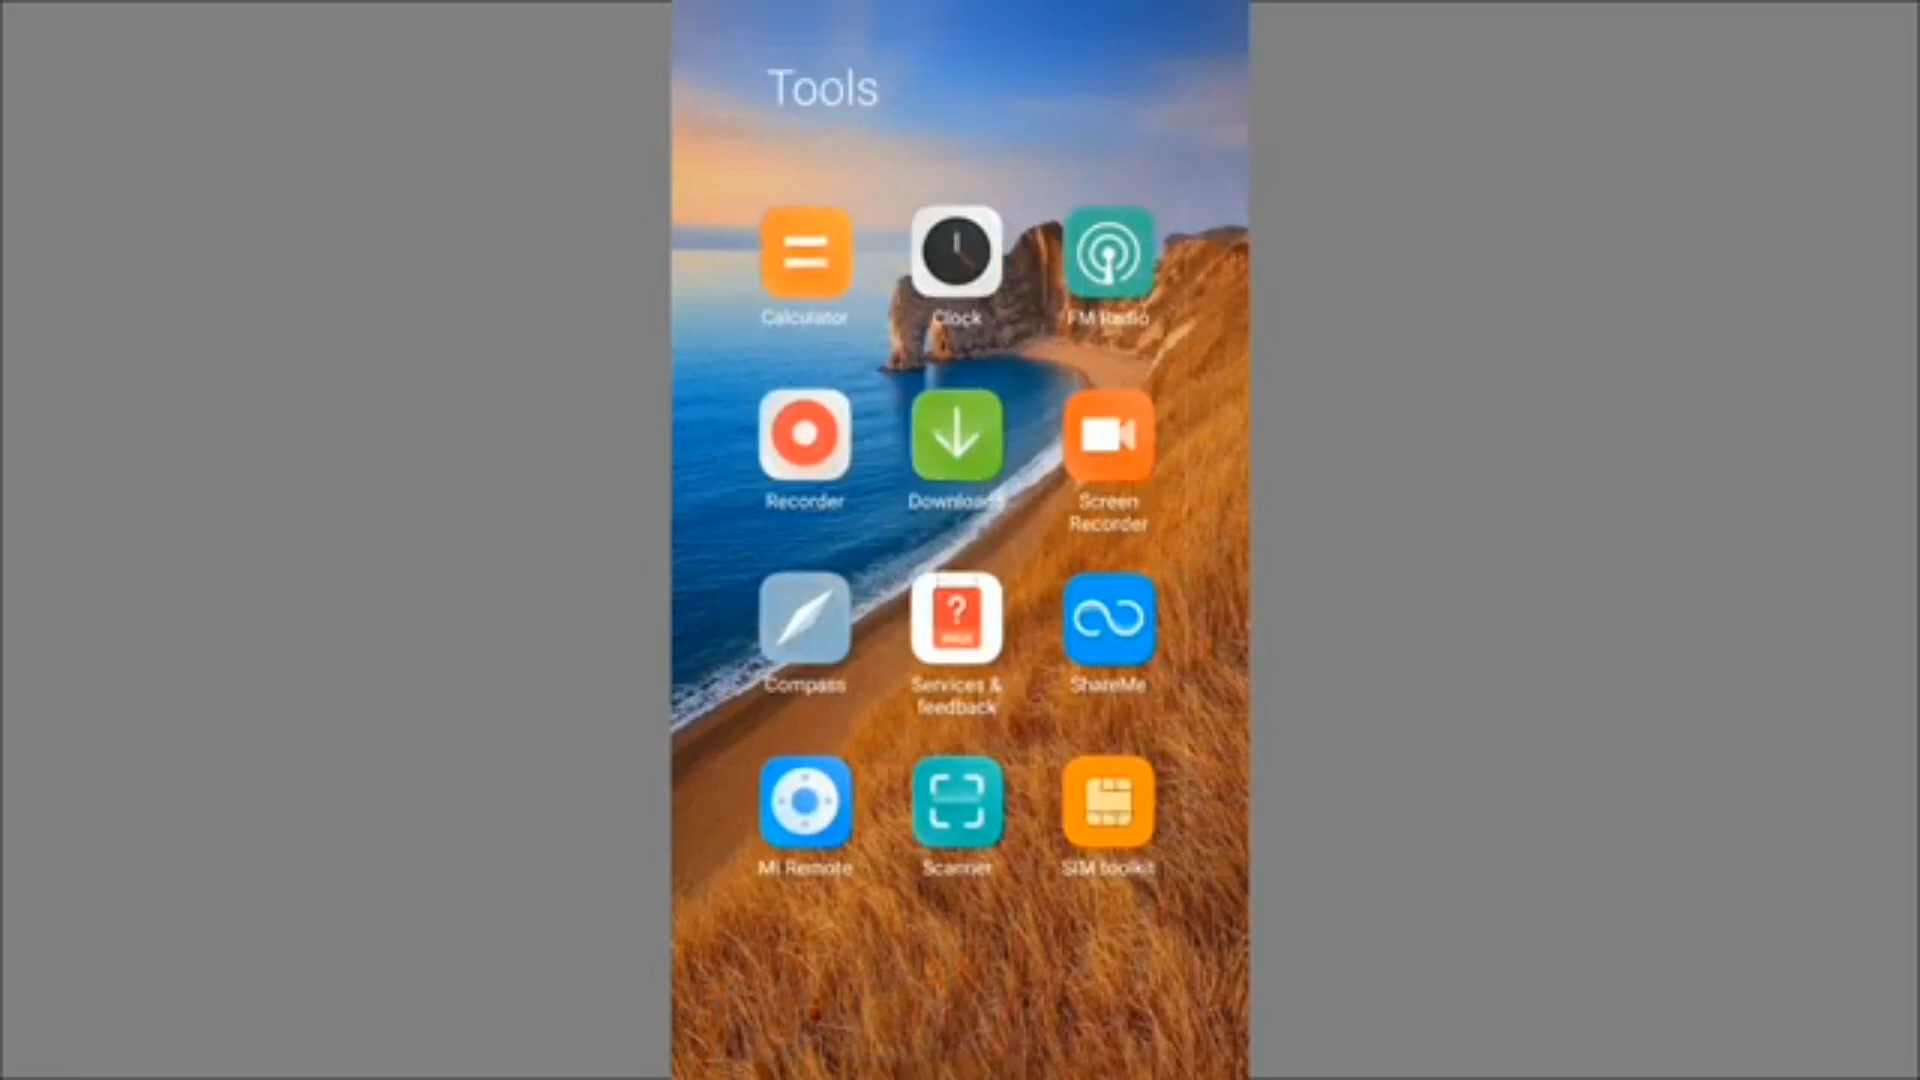 Tools
Calculator
Clock
FM Radio
Recorder
Downloads
Screen
Recorder
Compass
?
Services &
feedback
ShareMe
Mi Remote
Scanner
SIM toolkit